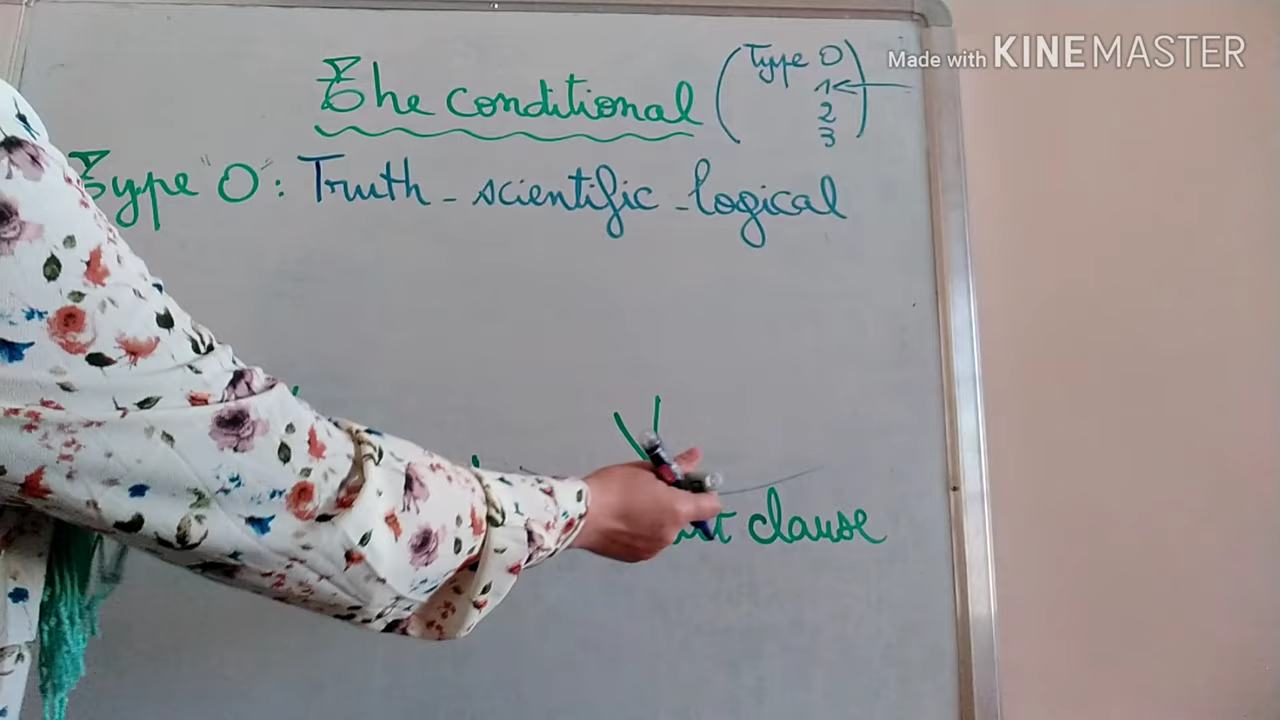 Made with KINEMASTER
The conditional (Type 0
1
2
3)
Type "0": Truth - scientific - logical
clause